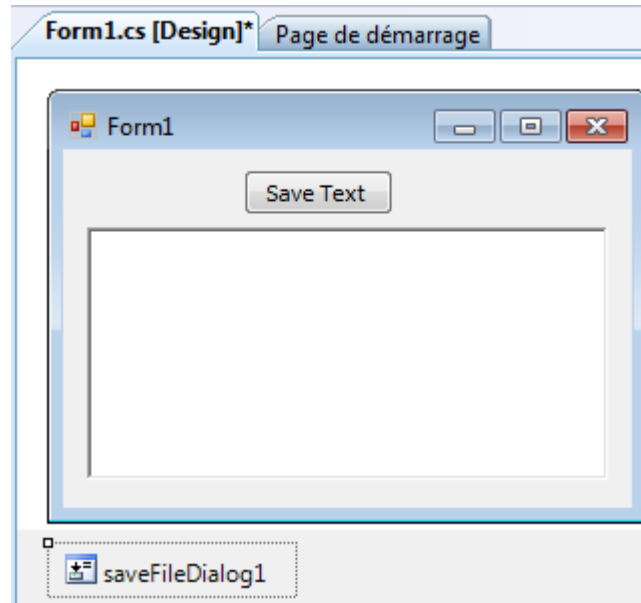 Form1.cs [Design]* Page de démarrage
Form1
Save Text
saveFileDialog1